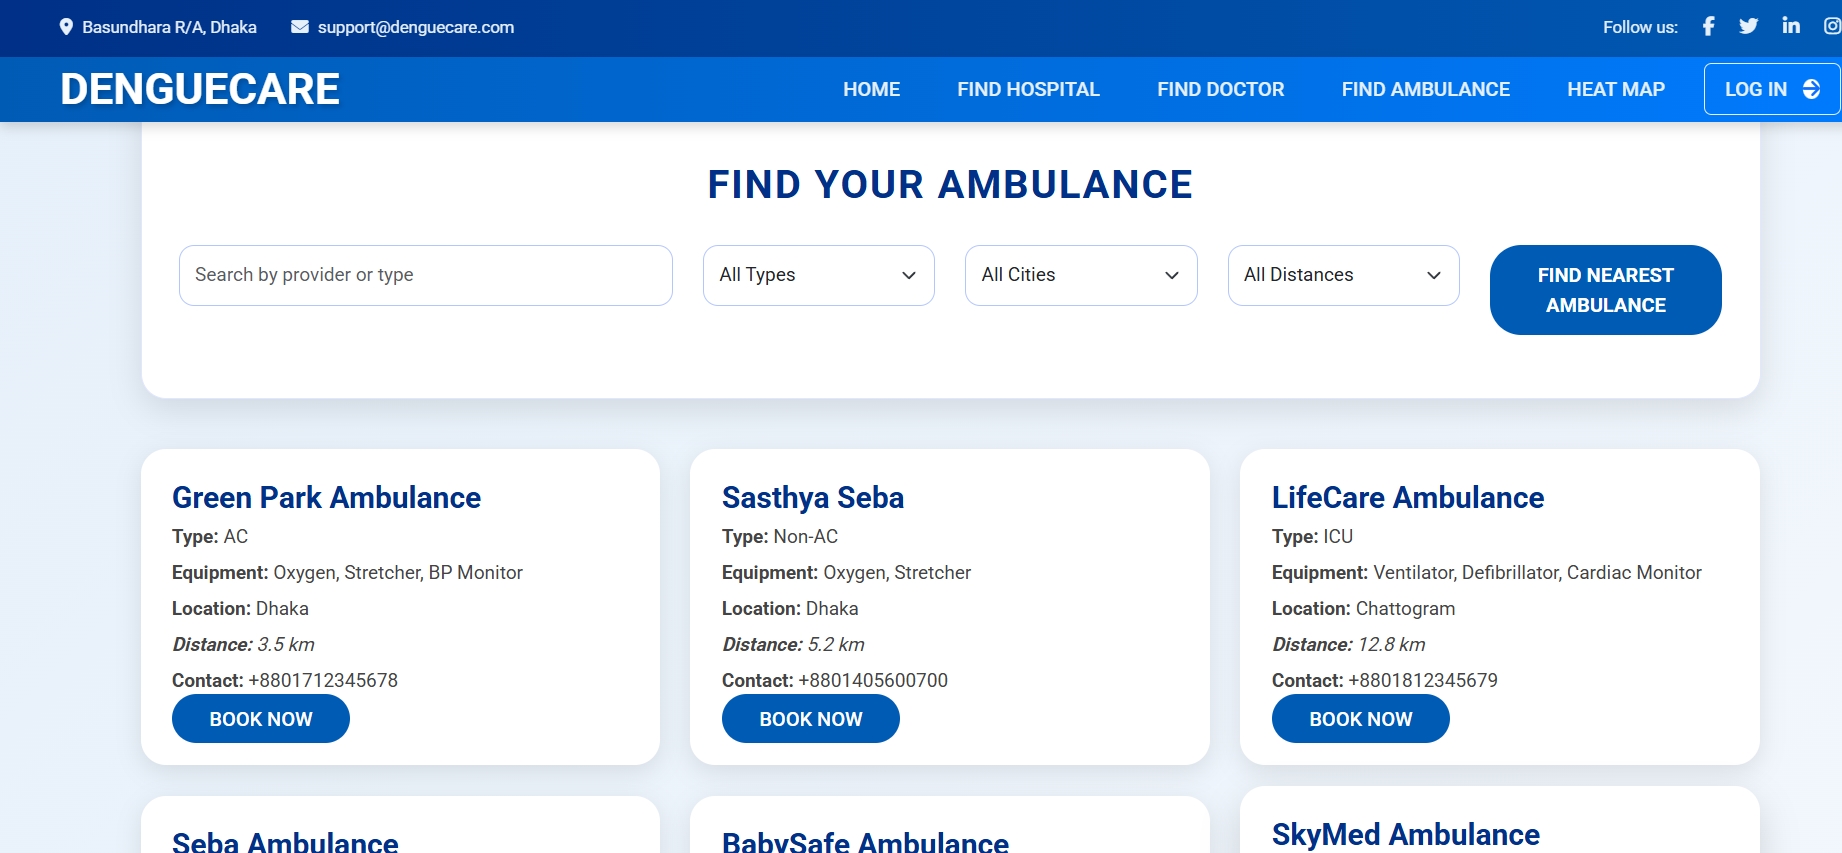 Basundhara R/A, Dhaka
support@denguecare.com
Follow us:
DENGUECARE
HOME
FIND HOSPITAL
FIND DOCTOR
FIND AMBULANCE
HEAT MAP
LOG IN
FIND YOUR AMBULANCE
Search by provider or type
All Types
All Cities
All Distances
FIND NEAREST
AMBULANCE
Green Park Ambulance
Type: AC
Equipment: Oxygen, Stretcher, BP Monitor
Location: Dhaka
Distance: 3.5 km
Contact: +8801712345678
BOOK NOW
Sasthya Seba
Type: Non-AC
Equipment: Oxygen, Stretcher
Location: Dhaka
Distance: 5.2 km
Contact: +8801405600700
BOOK NOW
LifeCare Ambulance
Type: ICU
Equipment: Ventilator, Defibrillator, Cardiac Monitor
Location: Chattogram
Distance: 12.8 km
Contact: +8801812345679
BOOK NOW
Seba Ambulance
BabySafe Ambulance
SkyMed Ambulance